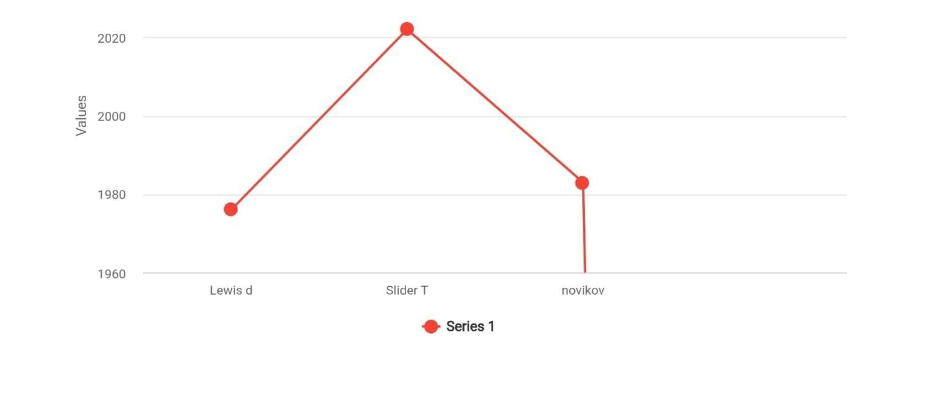 2020
Values
2000
1980
1960
Lewis d
Slider T
novikov
Series 1